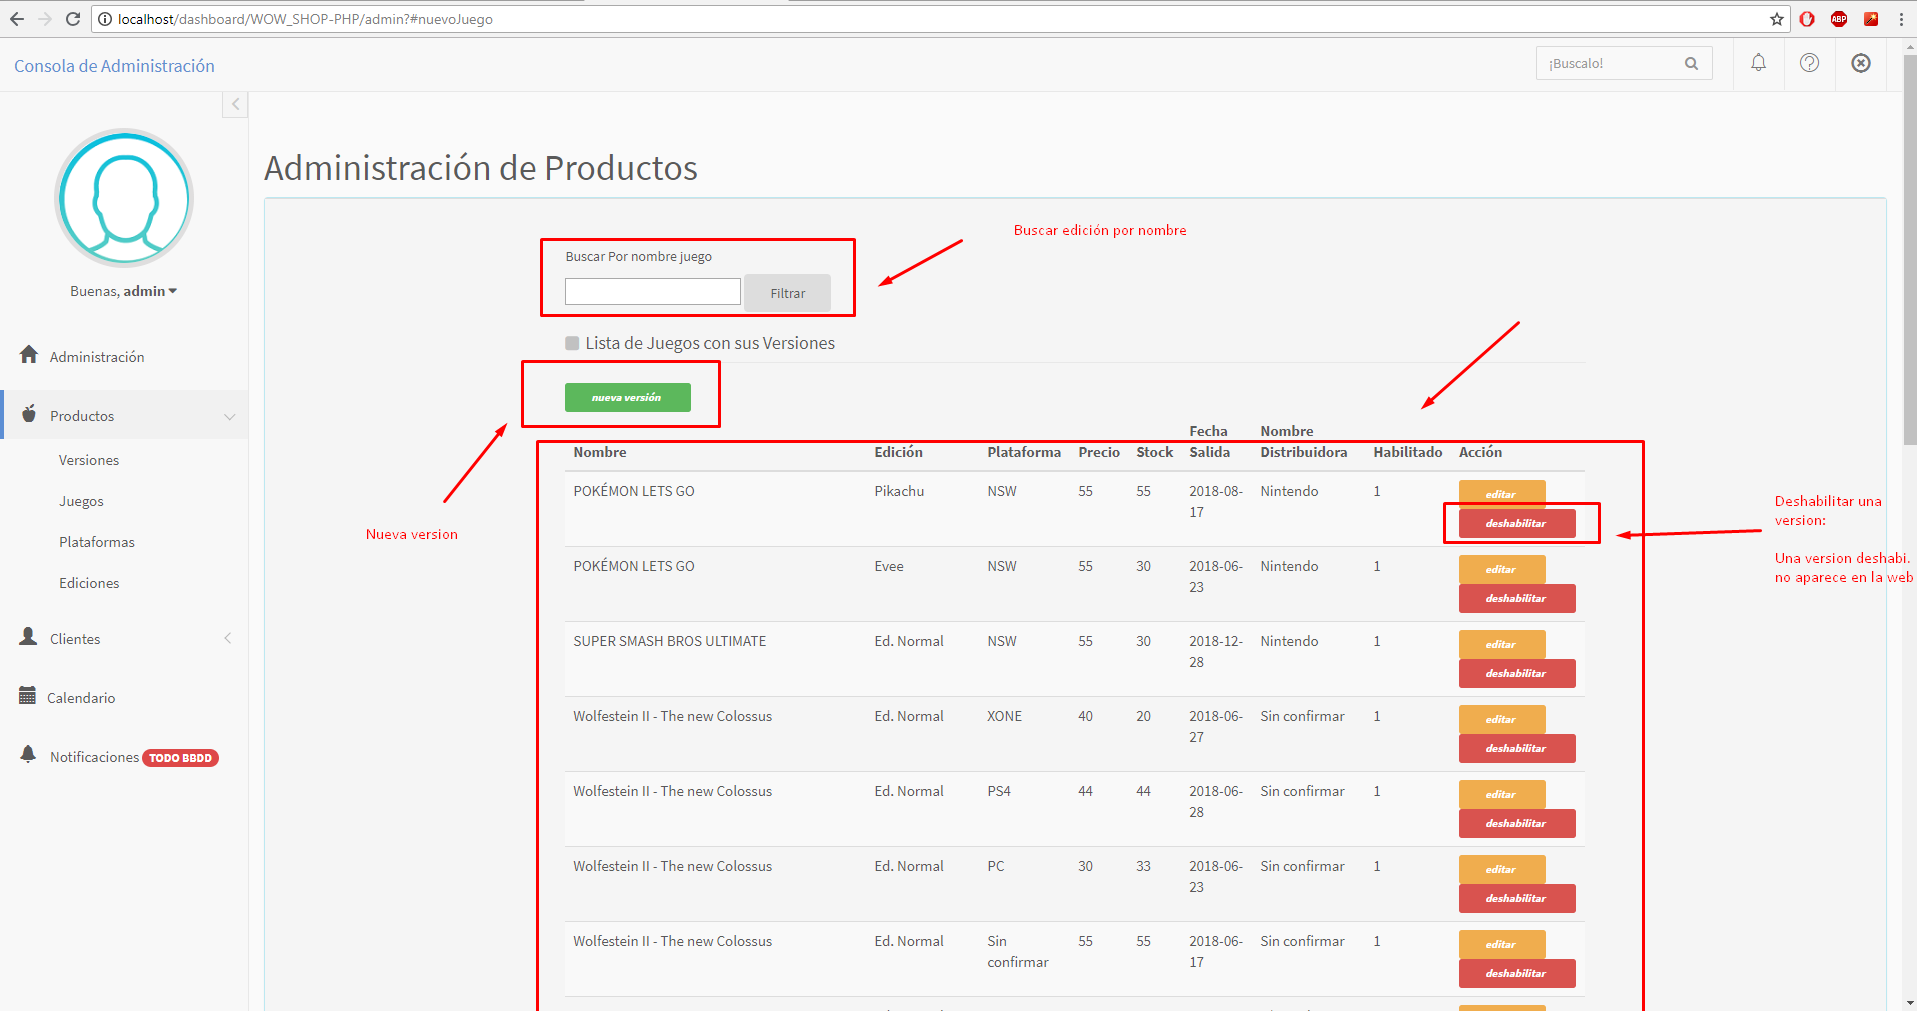 localhost/dashboard/WOW_SHOP-PHP/admin?#nuevoJuego
ABP
Consola de Administración
¡Buscalo!
Buenas, admin
Administración
Productos
Versiones
Juegos
Plataformas
Ediciones
Clientes
Calendario
Notificaciones TODO BBDD
Administración de Productos
Buscar Por nombre juego
Filtrar
Buscar edición por nombre
Lista de Juegos con sus Versiones
nueva versión
Nueva version
Nombre Edición Plataforma Precio Stock Fecha Salida Nombre Distribuidora Habilitado Acción
POKÉMON LETS GO Pikachu NSW 55 55 2018-08-17 Nintendo 1 editar deshabilitar
POKÉMON LETS GO Evee NSW 55 30 2018-06-23 Nintendo 1 editar deshabilitar
SUPER SMASH BROS ULTIMATE Ed. Normal NSW 55 30 2018-12-28 Nintendo 1 editar deshabilitar
Wolfestein II - The new Colossus Ed. Normal XONE 40 20 2018-06-27 Sin confirmar 1 editar deshabilitar
Wolfestein II - The new Colossus Ed. Normal PS4 44 44 2018-06-28 Sin confirmar 1 editar deshabilitar
Wolfestein II - The new Colossus Ed. Normal PC 30 33 2018-06-23 Sin confirmar 1 editar deshabilitar
Wolfestein II - The new Colossus Ed. Normal Sin confirmar 55 55 2018-06-17 Sin confirmar 1 editar deshabilitar
Deshabilitar una
version:
Una version deshabi.
no aparece en la web